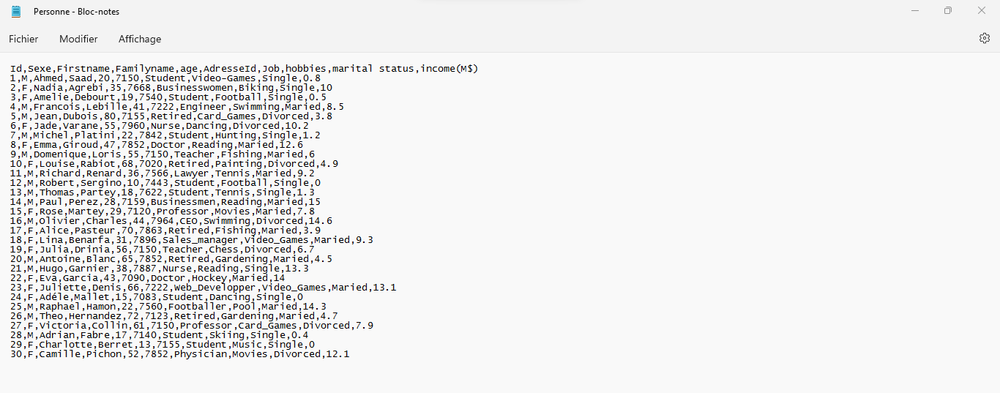 Personne - Bloc-notes
Fichier Modifier Affichage
Id,Sexe,Firstname,Familyname,age,AdresseId,Job,hobbies,marital status,income(M$)
1,M,Ahmed,Saad,20,7150,Student,Video-Games,Single,0.8
2,F,Nadia,Agrebi,35,7668,Businesswomen,Biking,Single,10
3,F,Amelie,Debourt,19,7540,Student,Football,Single,0.5
4,M,Francois,Lebille,41,7222,Engineer,Swimming,Maried,8.5
5,M,Jean,Dubois,80,7155,Retired,Card_Games,Divorced,3.8
6,F,Jade,Varane,55,7960,Nurse,Dancing,Divorced,10.2
7,M,Michel,Platini,22,7842,Student,Hunting,Single,1.2
8,F,Emma,Giroud,47,7852,Doctor,Reading,Maried,12.6
9,M,Domenique,Loris,55,7150,Teacher,Fishing,Maried,6
10,F,Louise,Rabiot,68,7020,Retired,Painting,Divorced,4.9
11,M,Richard,Renard,36,7566,Lawyer,Tennis,Maried,9.2
12,M,Robert,Sergino,10,7443,Student,Football,Single,0
13,M,Thomas,Partey,18,7622,Student,Tennis,Single,1.3
14,M,Paul,Perez,28,7159,Businessmen,Reading,Maried,15
15,F,Rose,Martey,29,7120,Professor,Movies,Maried,7.8
16,M,Olivier,Charles,44,7964,CEO,Swimming,Divorced,14.6
17,F,Alice,Pasteur,70,7863,Retired,Fishing,Maried,3.9
18,F,Lina,Benarfa,31,7896,Sales_manager,Video_Games,Maried,9.3
19,F,Julia,Drinia,56,7150,Teacher,Chess,Divorced,6.7
20,M,Antoine,Blanc,65,7852,Retired,Gardening,Maried,4.5
21,M,Hugo,Garnier,38,7887,Nurse,Reading,Single,13.3
22,F,Eva,Garcia,43,7090,Doctor,Hockey,Maried,14
23,F,Juliette,Denis,66,7222,Web_Developper,Video_Games,Maried,13.1
24,F,Adéle,Mallet,15,7083,Student,Dancing,Single,0
25,M,Raphael,Hamon,22,7560,Footballer,Pool,Maried,14.3
26,M,Theo,Hernandez,72,7123,Retired,Gardening,Maried,4.7
27,F,Victoria,Collin,61,7150,Professor,Card_Games,Divorced,7.9
28,M,Adrian,Fabre,17,7140,Student,Skiing,Single,0.4
29,F,Charlotte,Berret,13,7155,Student,Music,Single,0
30,F,Camille,Pichon,52,7852,Physician,Movies,Divorced,12.1